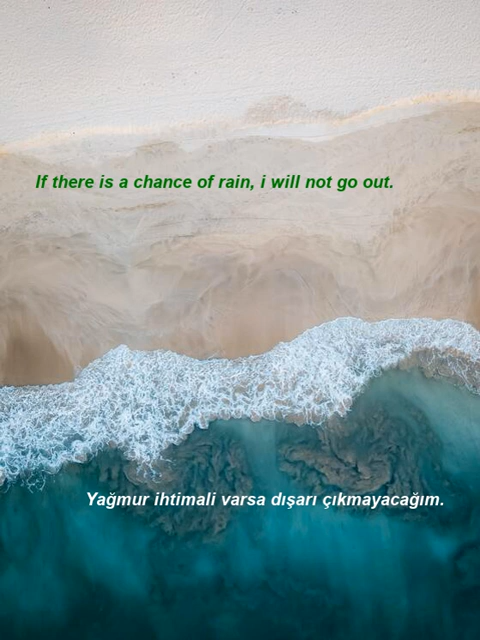 If there is a chance of rain, i will not go out.
Yağmur ihtimali varsa dışarı çıkmayacağım.